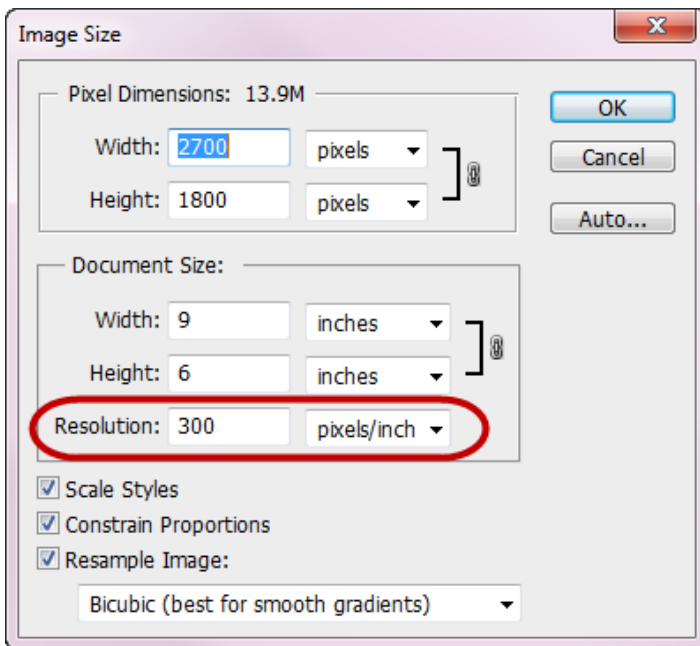 Image Size
Pixel Dimensions: 13.9M
Width: 2700 pixels
Height: 1800 pixels
OK
Cancel
Auto...
Document Size:
Width: 9 inches
Height: 6 inches
Resolution: 300 pixels/inch
Scale Styles
Constrain Proportions
Resample Image:
Bicubic (best for smooth gradients)